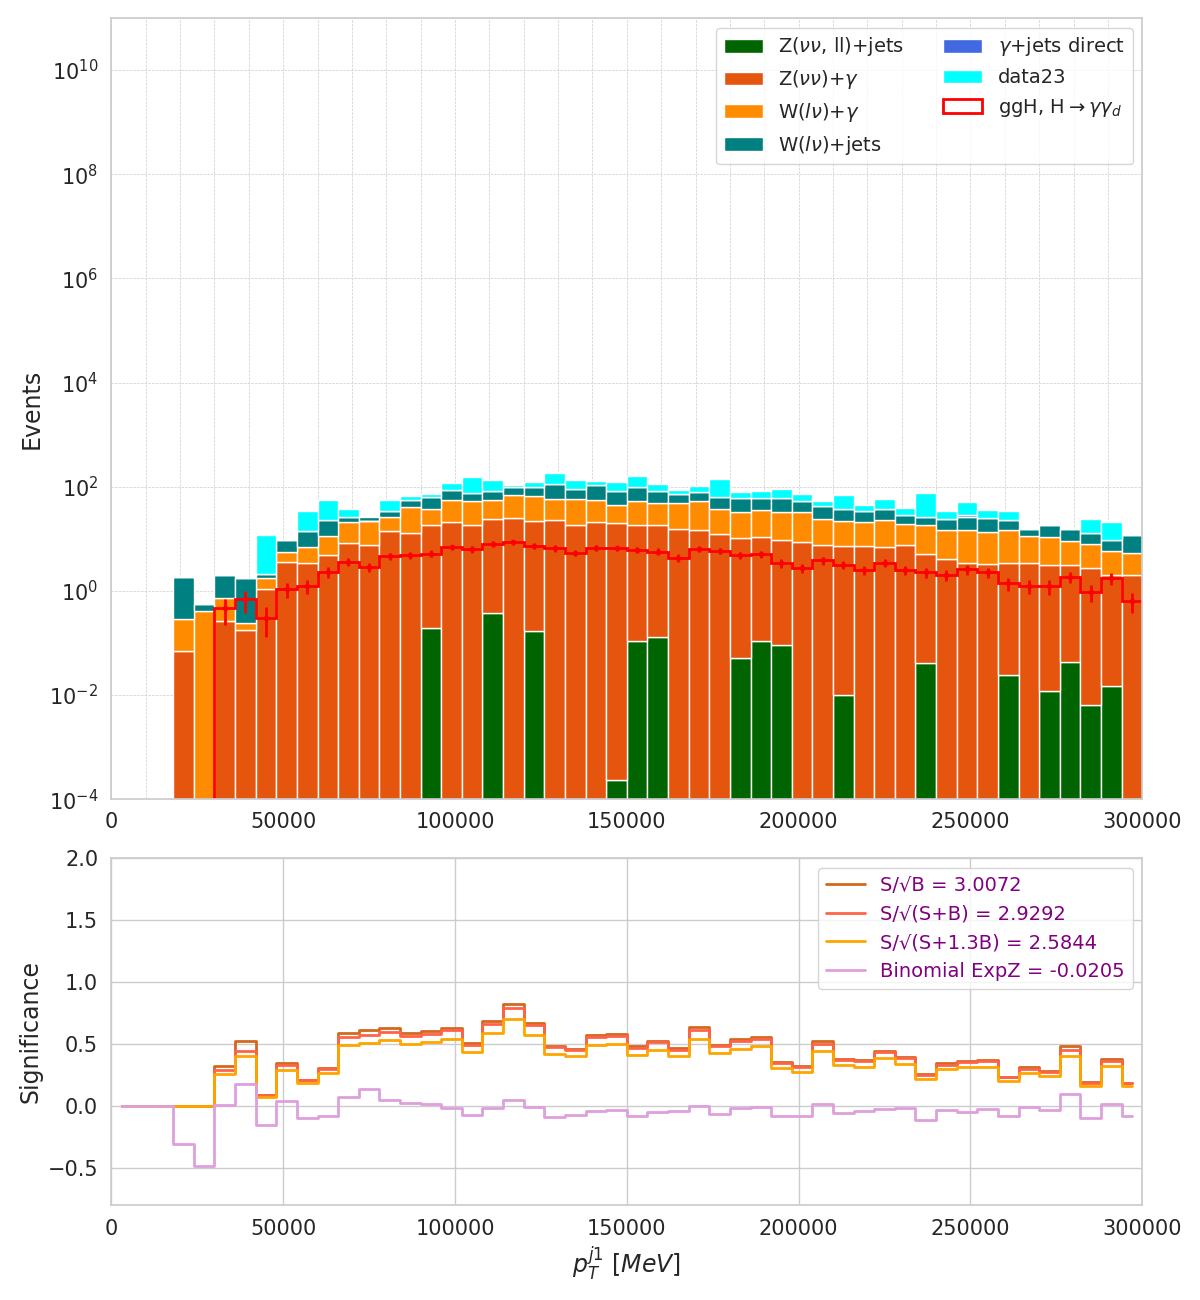 Z(νν, ll)+jets
Z(νν)+γ
W(lν)+γ
W(lν)+jets
γ+jets direct
data23
ggH, H→γγ_d
Events
10^10
10^8
10^6
10^4
10^2
10^0
10^−2
10^−4
0 50000 100000 150000 200000 250000 300000
S/√B = 3.0072
S/√(S+B) = 2.9292
S/√(S+1.3B) = 2.5844
Binomial ExpZ = -0.0205
Significance
2.0
1.5
1.0
0.5
0.0
−0.5
0 50000 100000 150000 200000 250000 300000
p_T^j1 [MeV]